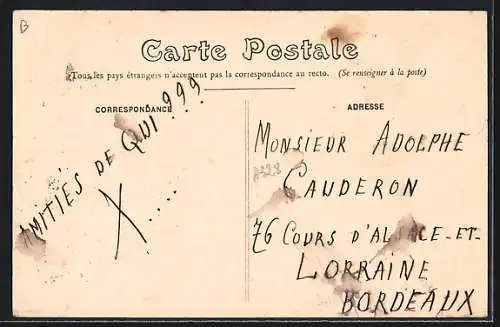 B
Carte Postale
Tous les pays étrangers n'acceptent pas la correspondance au recto. (Se renseigner à la poste)
CORRESPONDANCE
AMITIÉS DE QUI ???
X.....
ADRESSE
MONSIEUR ADOLPHE
CAUDERON
76 COURS D'ALSACE-ET-
LORRAINE
BORDEAUX